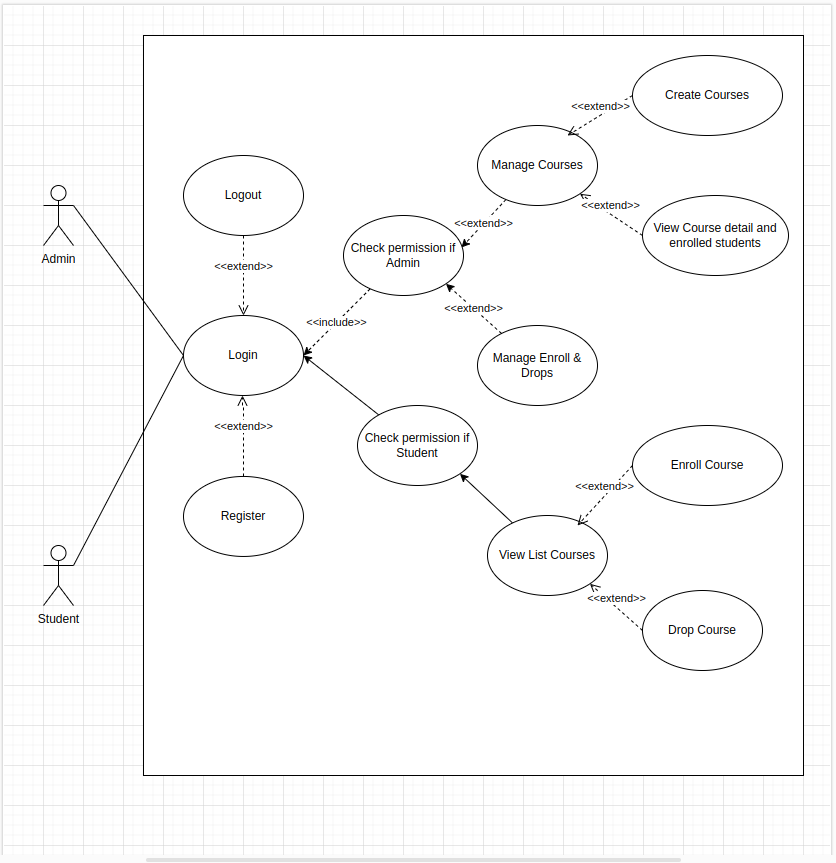 Create Courses
<<extend>>
Manage Courses
Logout
<<extend>>
<<extend>>
View Course detail and
enrolled students
Check permission if
Admin
Admin
<<extend>>
<<extend>>
<<include>>
Login
Manage Enroll &
Drops
<<extend>>
Check permission if
Student
Enroll Course
<<extend>>
Register
View List Courses
<<extend>>
Student
Drop Course